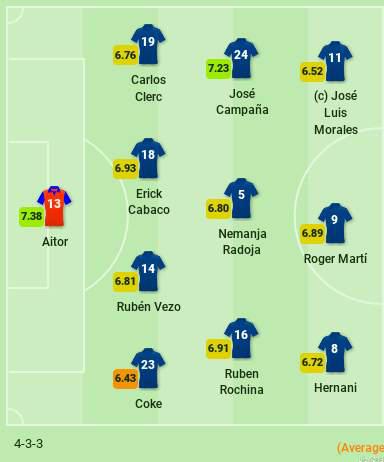 19
6.76
Carlos
Clerc
24
7.23
José
Campaña
11
6.52
(c) José
Luis
Morales
18
6.93
Erick
Cabaco
13
7.38
Aitor
5
6.80
Nemanja
Radoja
9
6.89
Roger Martí
14
6.81
Rubén Vezo
16
6.91
Ruben
Rochina
8
6.72
Hernani
23
6.43
Coke
4-3-3
(Average